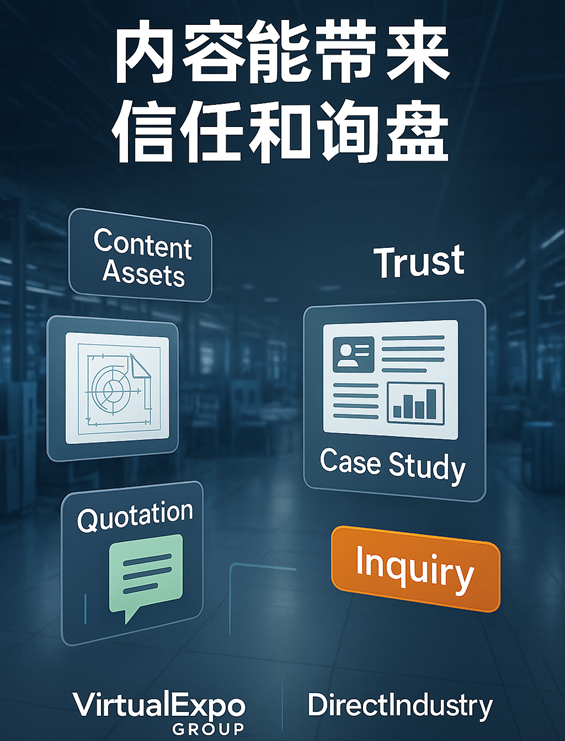 内容能带来
信任和询盘
Content
Assets
Trust
Case Study
Quotation
Inquiry
VirtualExpo
GROUP
DirectIndustry